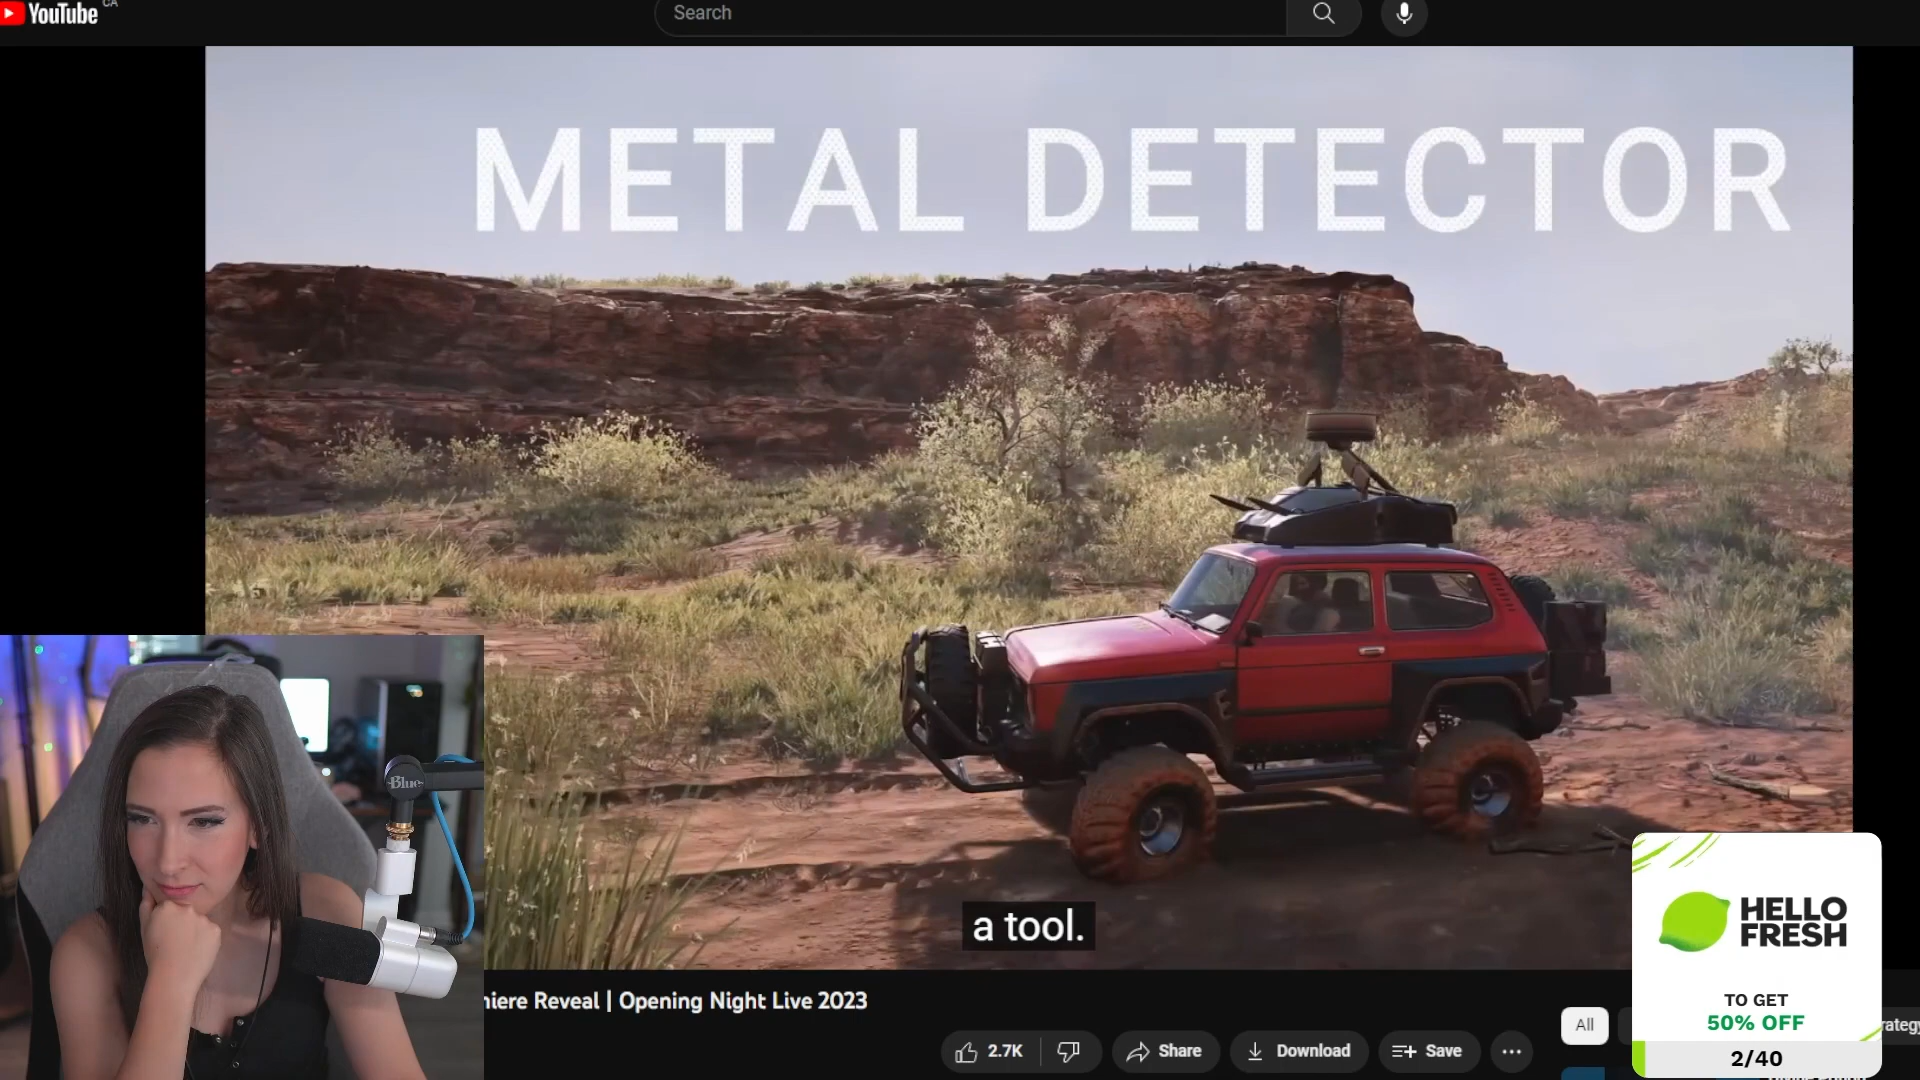 YouTube CA
Search
METAL DETECTOR
Blue
a tool.
HELLO
FRESH
TO GET
50% OFF
2/40
iere Reveal | Opening Night Live 2023
2.7K
Share
Download
Save
All